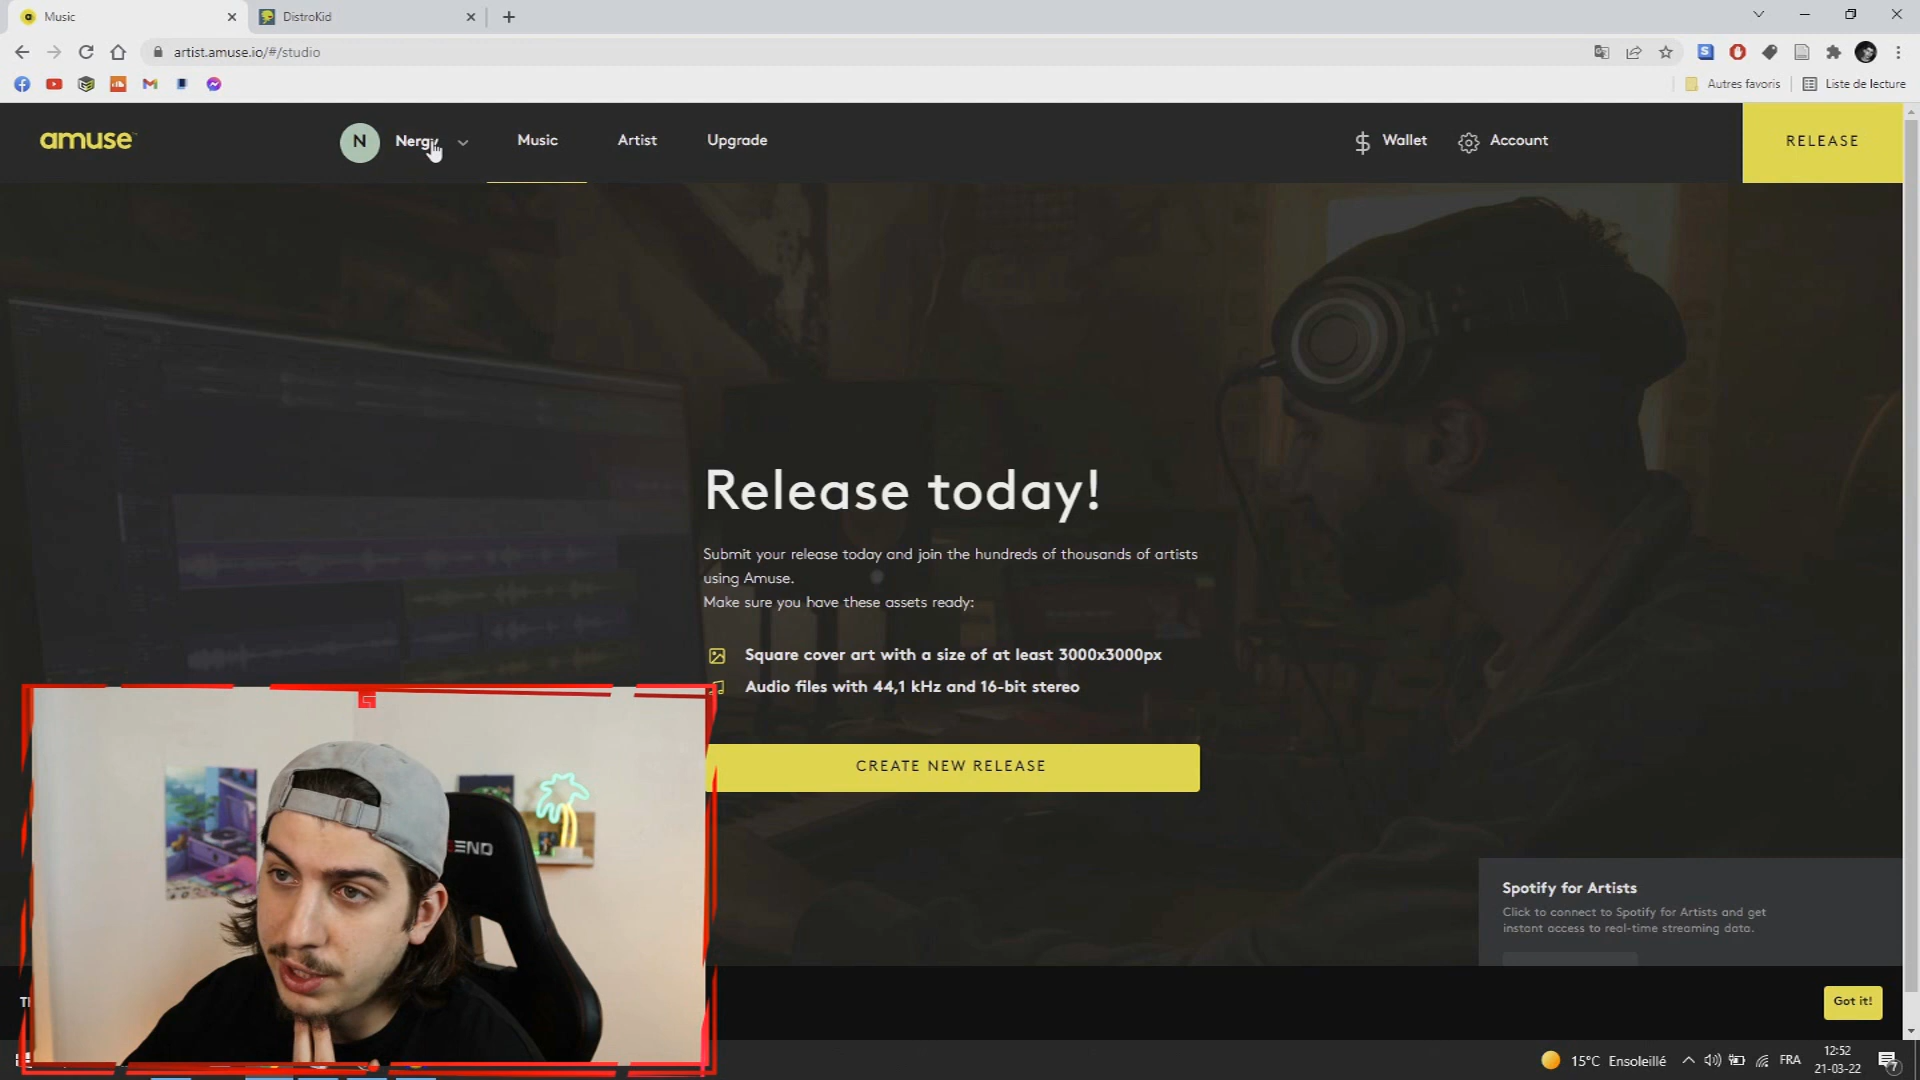 Music
DistroKid
artist.amuse.io/#/studio
Autres favoris
Liste de lecture
amuse
N
Nergy
Music
Artist
Upgrade
Wallet
Account
RELEASE
Release today!
Submit your release today and join the hundreds of thousands of artists
using Amuse.
Make sure you have these assets ready:
Square cover art with a size of at least 3000x3000px
Audio files with 44,1 kHz and 16-bit stereo
CREATE NEW RELEASE
Spotify for Artists
Click to connect to Spotify for Artists and get
instant access to real-time streaming data.
Got it!
15°C Ensoleillé
FRA
12:52
21-03-22
7